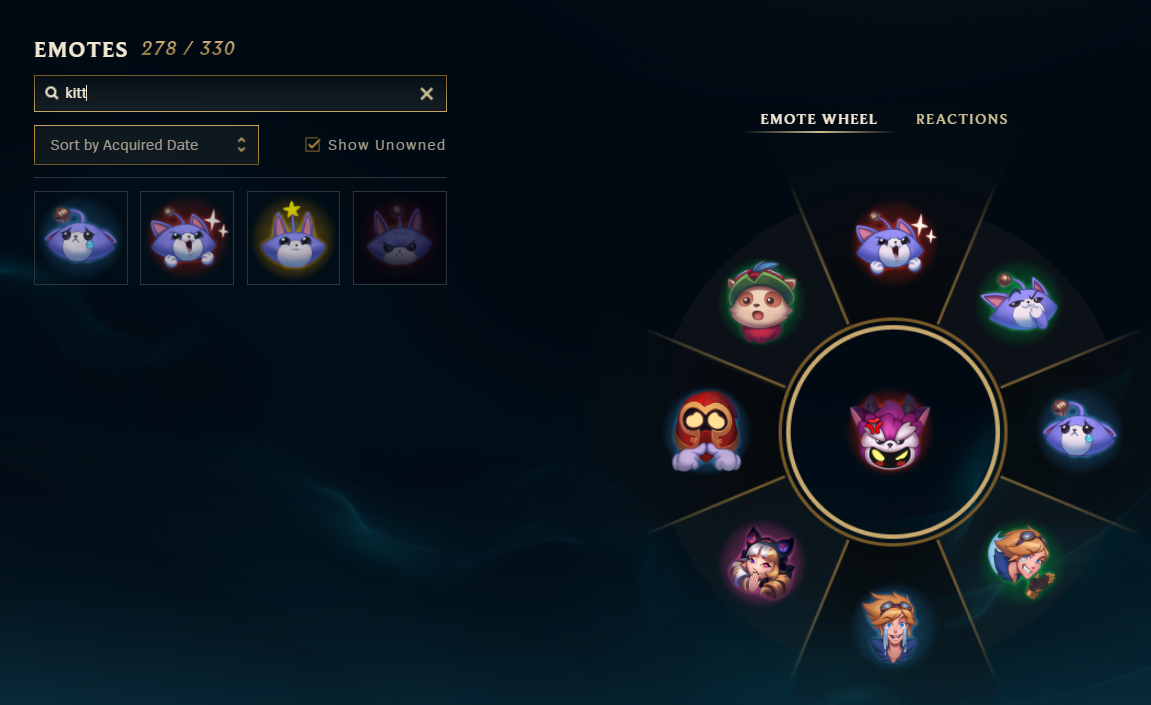 EMOTES 278 / 330
kitt
Sort by Acquired Date
Show Unowned
EMOTE WHEEL
REACTIONS